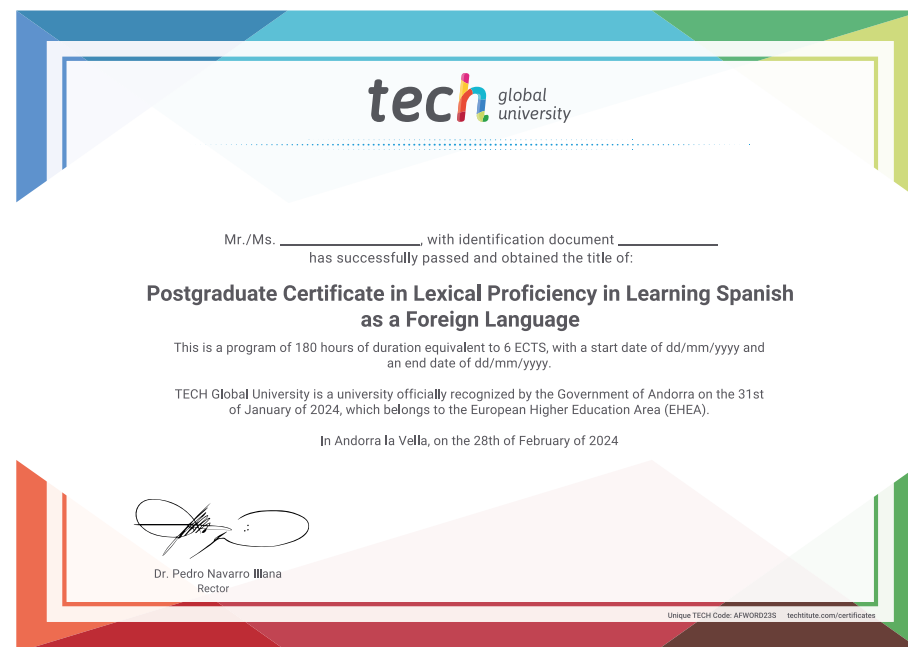 tech global university
Mr./Ms. ____________, with identification document ____________
has successfully passed and obtained the title of:
Postgraduate Certificate in Lexical Proficiency in Learning Spanish
as a Foreign Language
This is a program of 180 hours of duration equivalent to 6 ECTS, with a start date of dd/mm/yyyy and
an end date of dd/mm/yyyy.
TECH Global University is a university officially recognized by the Government of Andorra on the 31st
of January of 2024, which belongs to the European Higher Education Area (EHEA).
In Andorra la Vella, on the 28th of February of 2024
Dr. Pedro Navarro Illana
Rector
Unique TECH Code: AFWORD23S techtitute.com/certificates